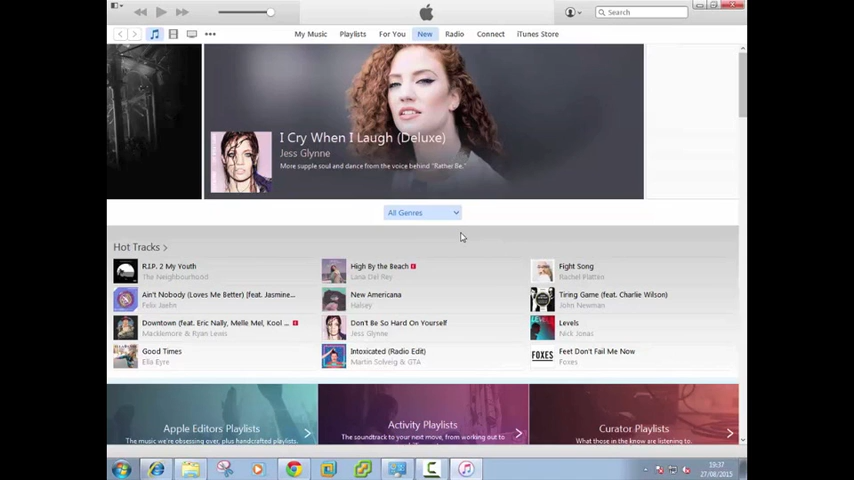 Search
My Music Playlists For You New Radio Connect iTunes Store
I Cry When I Laugh (Deluxe)
Jess Glynne
More supple soul and dance from the voice behind "Rather Be."
All Genres
Hot Tracks >
R.I.P. 2 My Youth
The Neighbourhood
High By the Beach
Lana Del Rey
Fight Song
Rachel Platten
Ain't Nobody (Loves Me Better) [feat. Jasmine...
Felix Jaehn
New Americana
Halsey
Tiring Game (feat. Charlie Wilson)
John Newman
Downtown (feat. Eric Nally, Melle Mel, Kool ...
Macklemore & Ryan Lewis
Don't Be So Hard On Yourself
Jess Glynne
Levels
Nick Jonas
Good Times
Ella Eyre
Intoxicated (Radio Edit)
Martin Solveig & GTA
FOXES
Feet Don't Fail Me Now
Foxes
Apple Editors Playlists
The music we're obsessing over, plus handcrafted playlists.
Activity Playlists
The soundtrack to your next move, from working out to
Curator Playlists
What those in the know are listening to.
19:37
27/08/2015